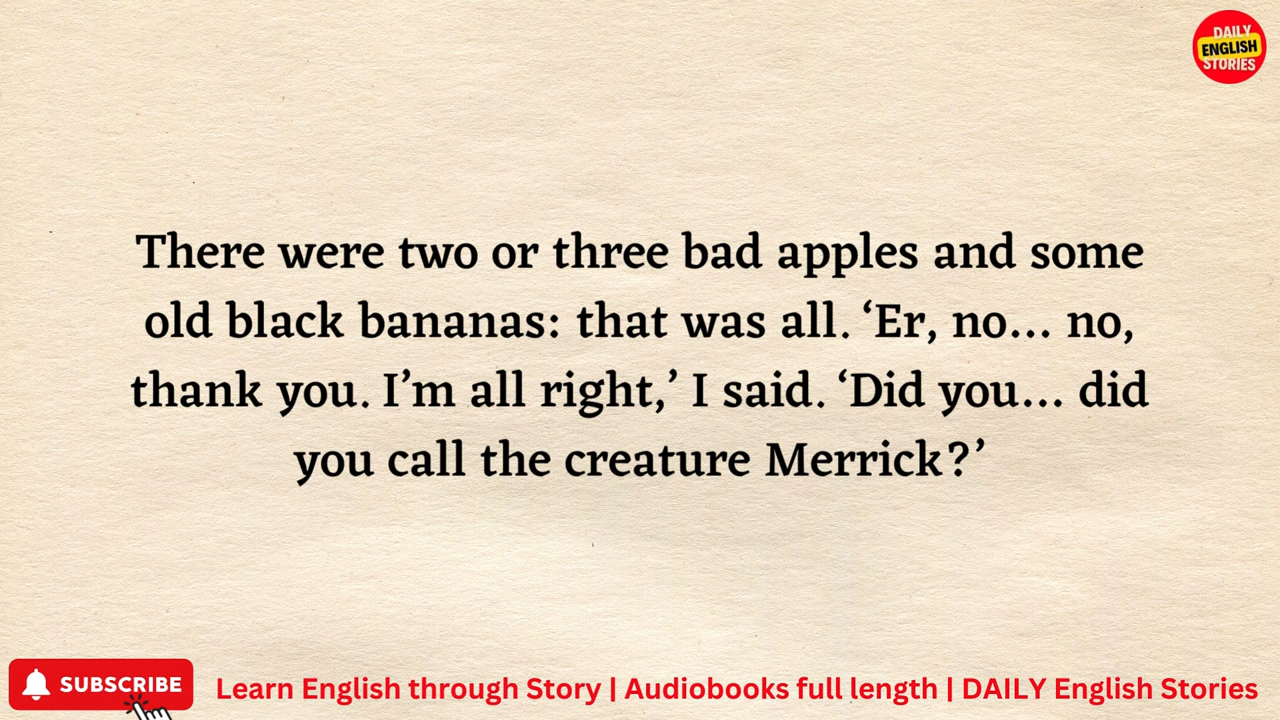 DAILY
ENGLISH
STORIES
There were two or three bad apples and some
old black bananas: that was all. ‘Er, no... no,
thank you. I’m all right,’ I said. ‘Did you... did
you call the creature Merrick?’
SUBSCRIBE
Learn English through Story | Audiobooks full length | DAILY English Stories